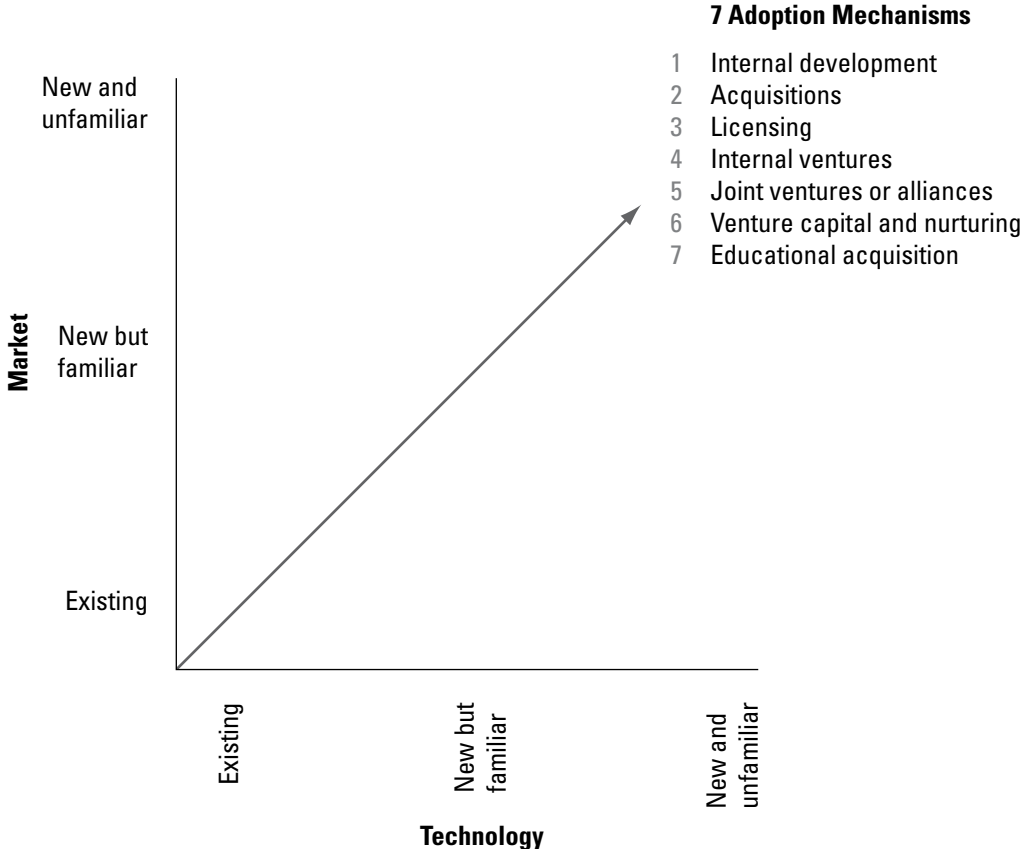 7 Adoption Mechanisms
1 Internal development
2 Acquisitions
3 Licensing
4 Internal ventures
5 Joint ventures or alliances
6 Venture capital and nurturing
7 Educational acquisition
New and
unfamiliar
New but
familiar
Existing
Market
Existing
New but
familiar
New and
unfamiliar
Technology